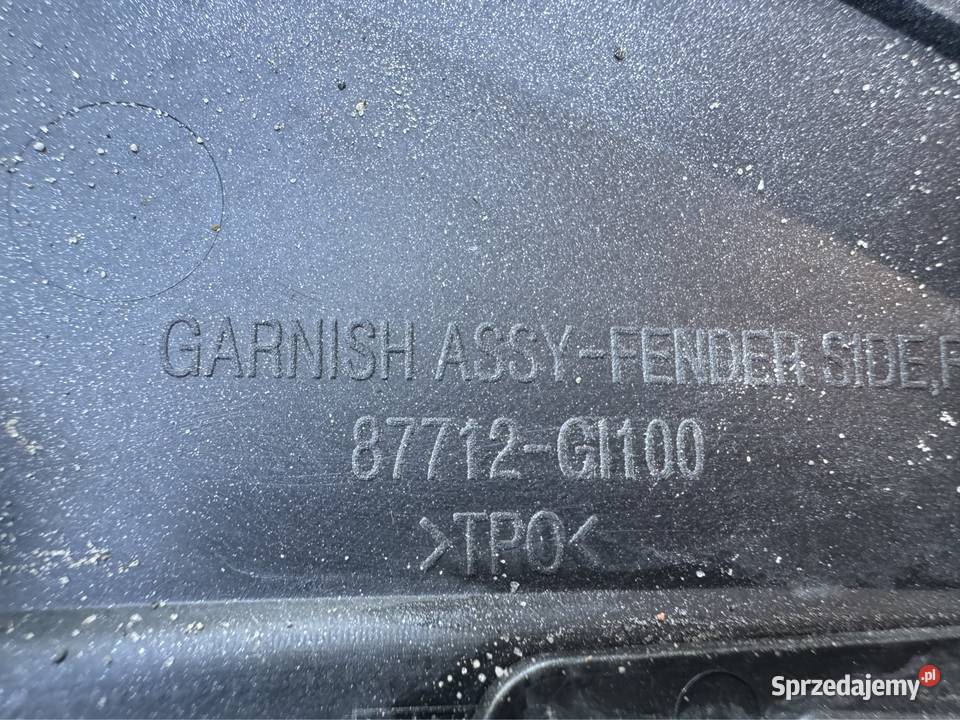 GARNISH ASSY-FENDER SIDE,F
87712-GI100
>TPO<
Sprzedajemy.pl